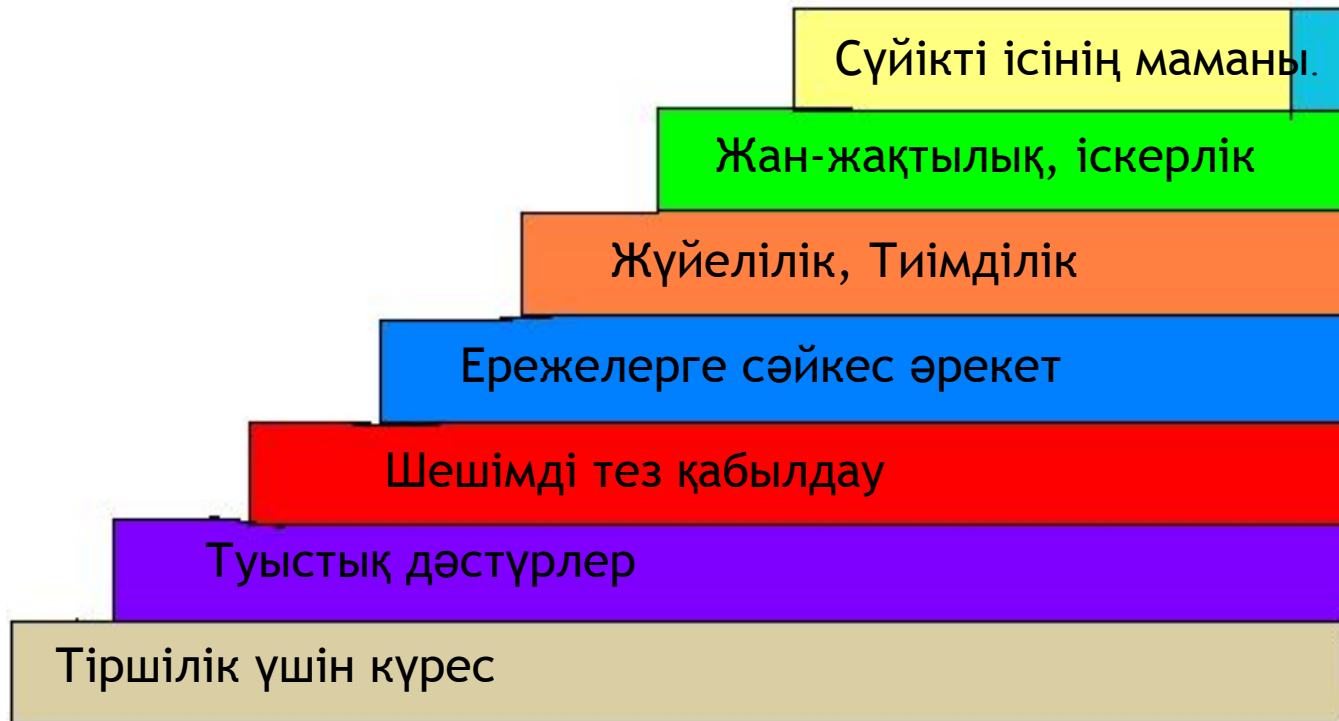 Сүйікті ісінің маманы.
Жан-жақтылық, іскерлік
Жүйелілік, Тиімділік
Ережелерге сәйкес әрекет
Шешімді тез қабылдау
Туыстық дәстүрлер
Тіршілік үшін күрес